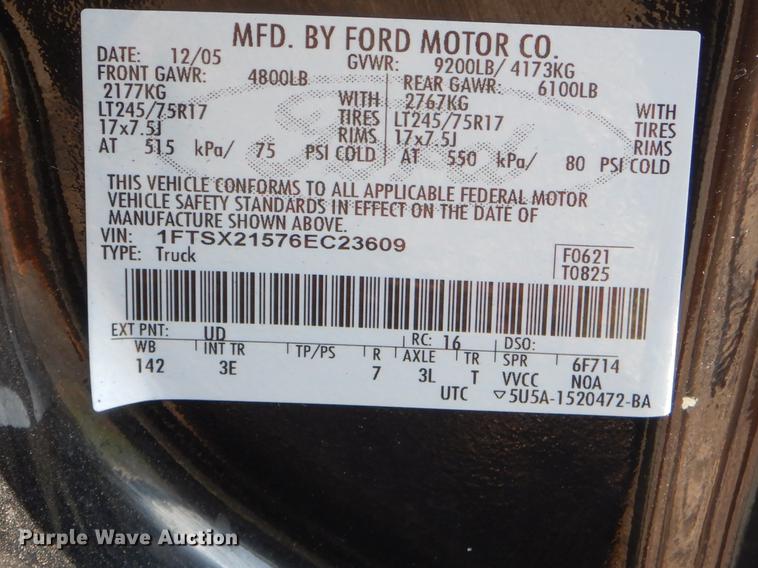 MFD. BY FORD MOTOR CO.
DATE: 12/05 GVWR: 9200LB/ 4173KG
FRONT GAWR: 4800LB REAR GAWR: 6100LB
2177KG WITH 2767KG WITH
LT245/75R17 TIRES LT245/75R17 TIRES
17x7.5J RIMS 17x7.5J RIMS
AT 515 kPa/ 75 PSI COLD AT 550 kPa/ 80 PSI COLD
Ford
THIS VEHICLE CONFORMS TO ALL APPLICABLE FEDERAL MOTOR
VEHICLE SAFETY STANDARDS IN EFFECT ON THE DATE OF
MANUFACTURE SHOWN ABOVE.
VIN: 1FTSX21576EC23609
TYPE: Truck
F0621
T0825
EXT PNT: UD RC: 16 DSO:
WB INT TR TP/PS R AXLE TR SPR 6F714
142 3E 7 3L T VVCC NOA
UTC ▽5U5A-1520472-BA
Purple Wave Auction